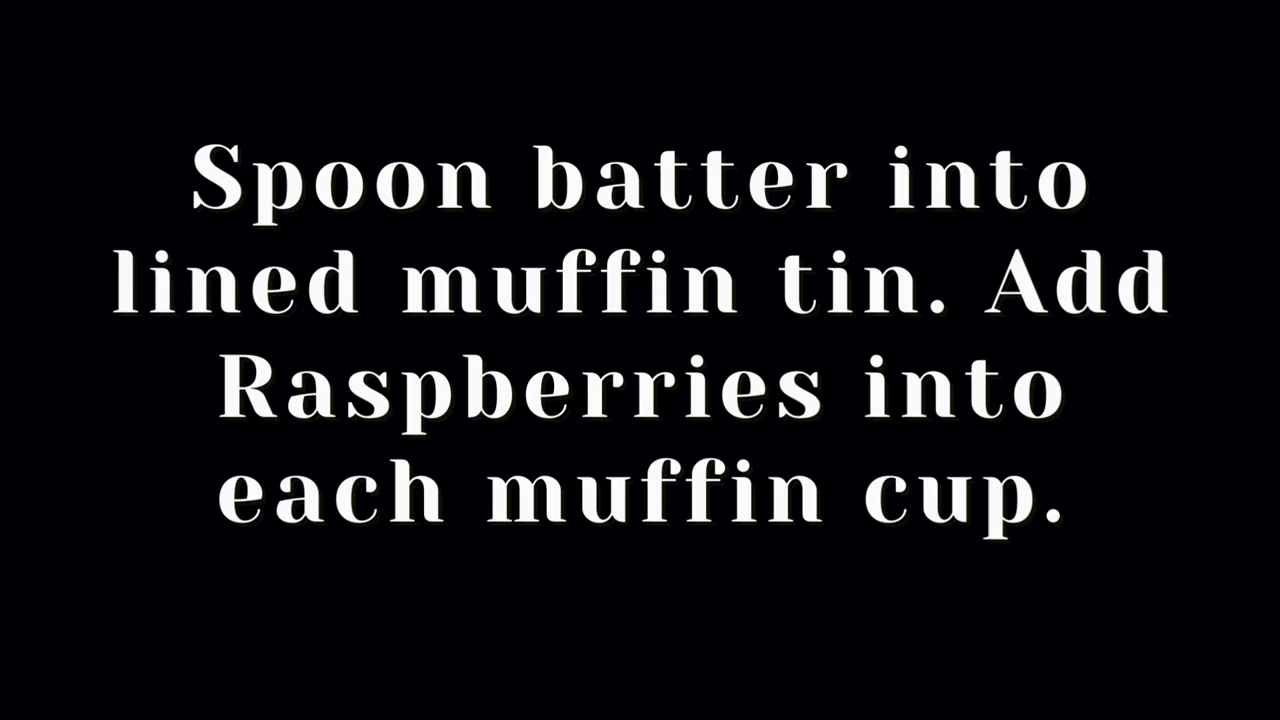 Spoon batter into
lined muffin tin. Add
Raspberries into
each muffin cup.